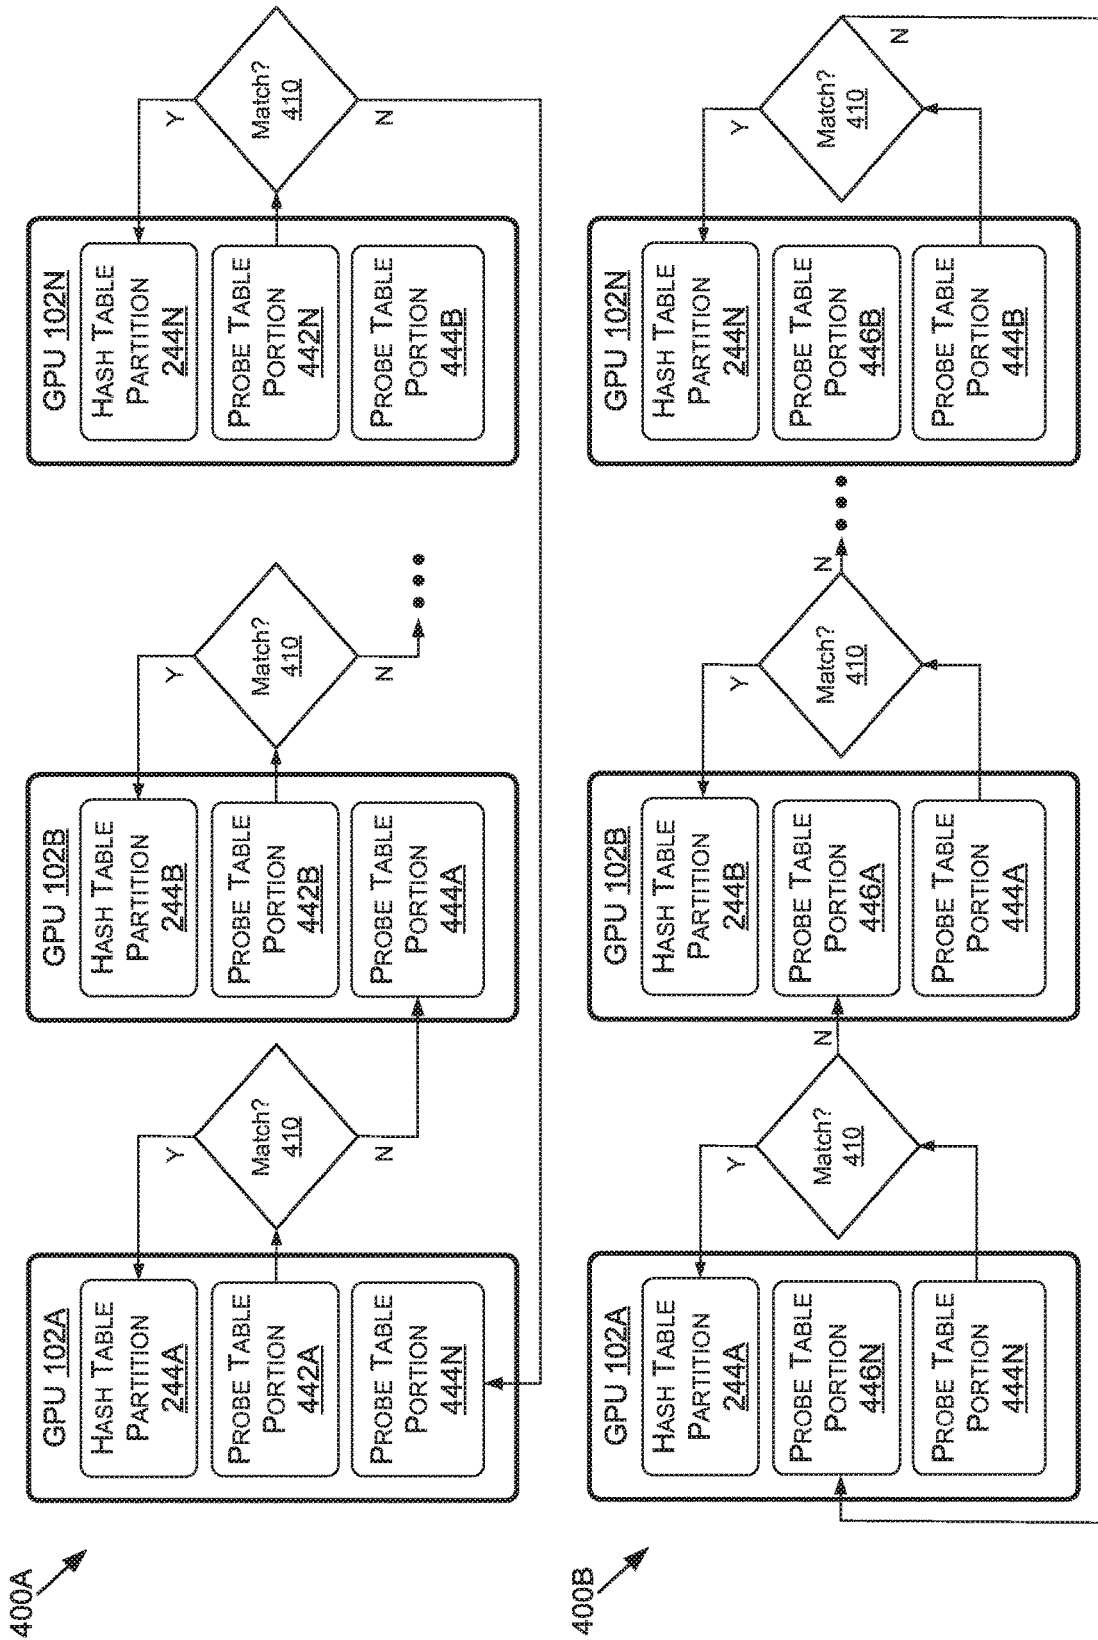 400A
GPU 102A
HASH TABLE
PARTITION
244A
PROBE TABLE
PORTION
442A
PROBE TABLE
PORTION
444N
Y
Match?
410
N
GPU 102B
HASH TABLE
PARTITION
244B
PROBE TABLE
PORTION
442B
PROBE TABLE
PORTION
444A
Y
Match?
410
N
GPU 102N
HASH TABLE
PARTITION
244N
PROBE TABLE
PORTION
442N
PROBE TABLE
PORTION
444B
Y
Match?
410
N
400B
GPU 102A
HASH TABLE
PARTITION
244A
PROBE TABLE
PORTION
446N
PROBE TABLE
PORTION
444N
Y
Match?
410
N
GPU 102B
HASH TABLE
PARTITION
244B
PROBE TABLE
PORTION
446A
PROBE TABLE
PORTION
444A
Y
Match?
410
N
GPU 102N
HASH TABLE
PARTITION
244N
PROBE TABLE
PORTION
446B
PROBE TABLE
PORTION
444B
Y
Match?
410
N